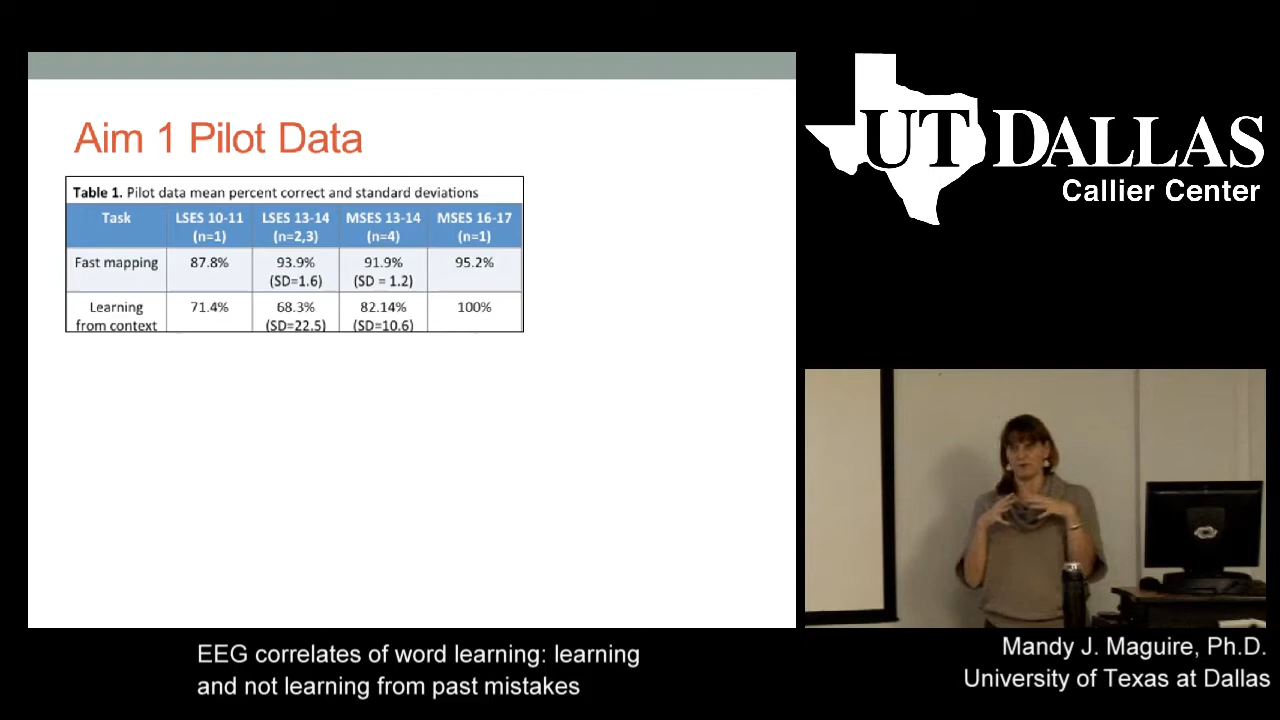 Aim 1 Pilot Data
Table 1. Pilot data mean percent correct and standard deviations
Task LSES 10-11 (n=1) LSES 13-14 (n=2,3) MSES 13-14 (n=4) MSES 16-17 (n=1)
Fast mapping 87.8% 93.9% (SD=1.6) 91.9% (SD = 1.2) 95.2%
Learning from context 71.4% 68.3% (SD=22.5) 82.14% (SD=10.6) 100%
UT DALLAS
Callier Center
EEG correlates of word learning: learning
and not learning from past mistakes
Mandy J. Maguire, Ph.D.
University of Texas at Dallas